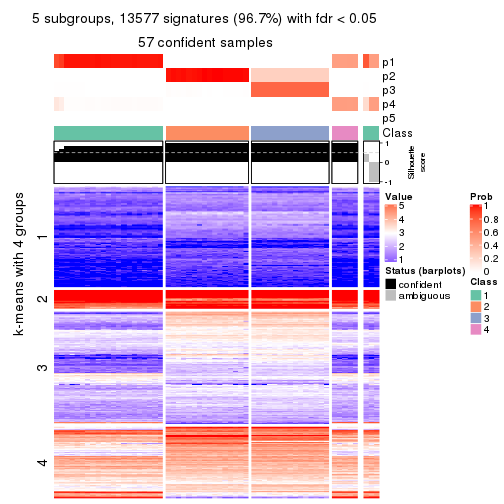 5 subgroups, 13577 signatures (96.7%) with fdr < 0.05
57 confident samples
p1
p2
p3
p4
p5
Class
1
0
-1
Silhouette
score
k-means with 4 groups
1
2
3
4
Value
5
4
3
2
1
Status (barplots)
confident
ambiguous
Prob
1
0.8
0.6
0.4
0.2
0
Class
1
2
3
4